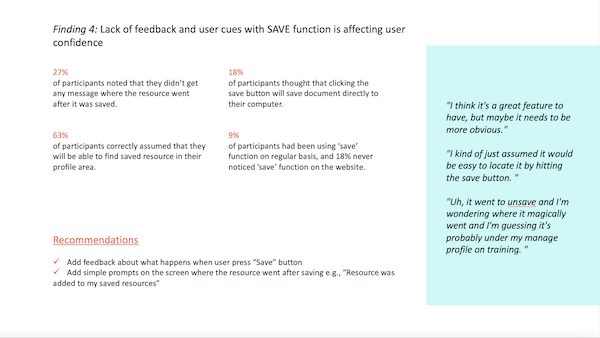 Finding 4: Lack of feedback and user cues with SAVE function is affecting user
confidence
27%
of participants noted that they didn't get
any message where the resource went
after it was saved.
18%
of participants thought that clicking the
save button will save document directly to
their computer.
63%
of participants correctly assumed that they
will be able to find saved resource in their
profile area.
9%
of participants had been using ‘save’
function on regular basis, and 18% never
noticed ‘save’ function on the website.
Recommendations
✓ Add feedback about what happens when user press “Save” button
✓ Add simple prompts on the screen where the resource went after saving e.g., “Resource was
added to my saved resources”
"I think it's a great feature to
have, but maybe it needs to be
more obvious."
"I kind of just assumed it would
be easy to locate it by hitting
the save button. "
"Uh, it went to unsave and I'm
wondering where it magically
went and I'm guessing it's
probably under my manage
profile on training. "